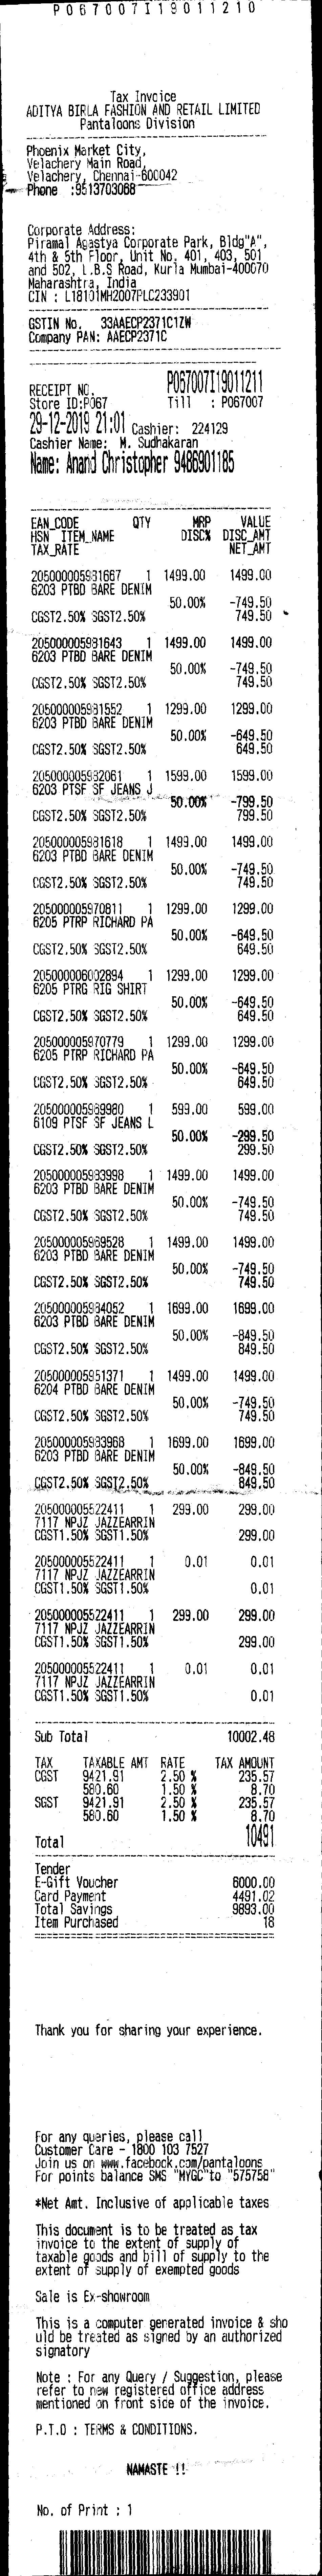 P067007I19011210
Tax Invoice
ADITYA BIRLA FASHION AND RETAIL LIMITED
Pantaloons Division
Phoenix Market City,
Velachery Main Road,
Velachery, Chennai-600042
Phone :9513703068
Corporate Address:
Piramal Agastya Corporate Park, Bldg"A",
4th & 5th Floor, Unit No. 401, 403, 501
and 502, L.B.S Road, Kurla Mumbai-400070
Maharashtra, India
CIN : L18101MH2007PLC233901
GSTIN No. 33AAECP2371C1ZW
Company PAN: AAECP2371C
RECEIPT NO. P067007I19011211
Store ID:P067 Till : P067007
29-12-2019 21:01 Cashier: 224129
Cashier Name: M. Sudhakaran
Name: Anand Christopher 9486901185
EAN_CODE QTY MRP VALUE
HSN ITEM_NAME DISC% DISC_AMT
TAX_RATE NET_AMT
205000005981667 1 1499.00 1499.00
6203 PTBD BARE DENIM
50.00% -749.50
CGST2.50% SGST2.50% 749.50
205000005981643 1 1499.00 1499.00
6203 PTBD BARE DENIM
50.00% -749.50
CGST2.50% SGST2.50% 749.50
205000005981552 1 1299.00 1299.00
6203 PTBD BARE DENIM
50.00% -649.50
CGST2.50% SGST2.50% 649.50
205000005982061 1 1599.00 1599.00
6203 PTSF SF JEANS J
50.00% -799.50
CGST2.50% SGST2.50% 799.50
205000005981618 1 1499.00 1499.00
6203 PTBD BARE DENIM
50.00% -749.50
CGST2.50% SGST2.50% 749.50
205000005970811 1 1299.00 1299.00
6205 PTRP RICHARD PA
50.00% -649.50
CGST2.50% SGST2.50% 649.50
205000006002894 1 1299.00 1299.00
6205 PTRG RIG SHIRT
50.00% -649.50
CGST2.50% SGST2.50% 649.50
205000005970779 1 1299.00 1299.00
6205 PTRP RICHARD PA
50.00% -649.50
CGST2.50% SGST2.50% 649.50
205000005989980 1 599.00 599.00
6109 PTSF SF JEANS L
50.00% -299.50
CGST2.50% SGST2.50% 299.50
205000005983998 1 1499.00 1499.00
6203 PTBD BARE DENIM
50.00% -749.50
CGST2.50% SGST2.50% 749.50
205000005969528 1 1499.00 1499.00
6203 PTBD BARE DENIM
50.00% -749.50
CGST2.50% SGST2.50% 749.50
205000005984052 1 1699.00 1699.00
6203 PTBD BARE DENIM
50.00% -849.50
CGST2.50% SGST2.50% 849.50
205000005951371 1 1499.00 1499.00
6204 PTBD BARE DENIM
50.00% -749.50
CGST2.50% SGST2.50% 749.50
205000005983968 1 1699.00 1699.00
6203 PTBD BARE DENIM
50.00% -849.50
CGST2.50% SGST2.50% 849.50
205000005522411 1 299.00 299.00
7117 NPJZ JAZZEARRIN
CGST1.50% SGST1.50% 299.00
205000005522411 1 0.01 0.01
7117 NPJZ JAZZEARRIN
CGST1.50% SGST1.50% 0.01
205000005522411 1 299.00 299.00
7117 NPJZ JAZZEARRIN
CGST1.50% SGST1.50% 299.00
205000005522411 1 0.01 0.01
7117 NPJZ JAZZEARRIN
CGST1.50% SGST1.50% 0.01
Sub Total 10002.48
TAX TAXABLE AMT RATE TAX AMOUNT
CGST 9421.91 2.50 % 235.57
580.60 1.50 % 8.70
SGST 9421.91 2.50 % 235.57
580.60 1.50 % 8.70
Total 10491
Tender
E-Gift Voucher 6000.00
Card Payment 4491.02
Total Savings 9893.00
Item Purchased 18
Thank you for sharing your experience.
For any queries, please call
Customer Care - 1800 103 7527
Join us on www.facebook.com/pantaloons
For points balance SMS "MYGC"to "575758"
*Net Amt. Inclusive of applicable taxes
This document is to be treated as tax
invoice to the extent of supply of
taxable goods and bill of supply to the
extent of supply of exempted goods
Sale is Ex-showroom
This is a computer generated invoice & sho
uld be treated as signed by an authorized
signatory
Note : For any Query / Suggestion, please
refer to new registered office address
mentioned on front side of the invoice.
P.T.O : TERMS & CONDITIONS.
NAMASTE !!
No. of Print : 1